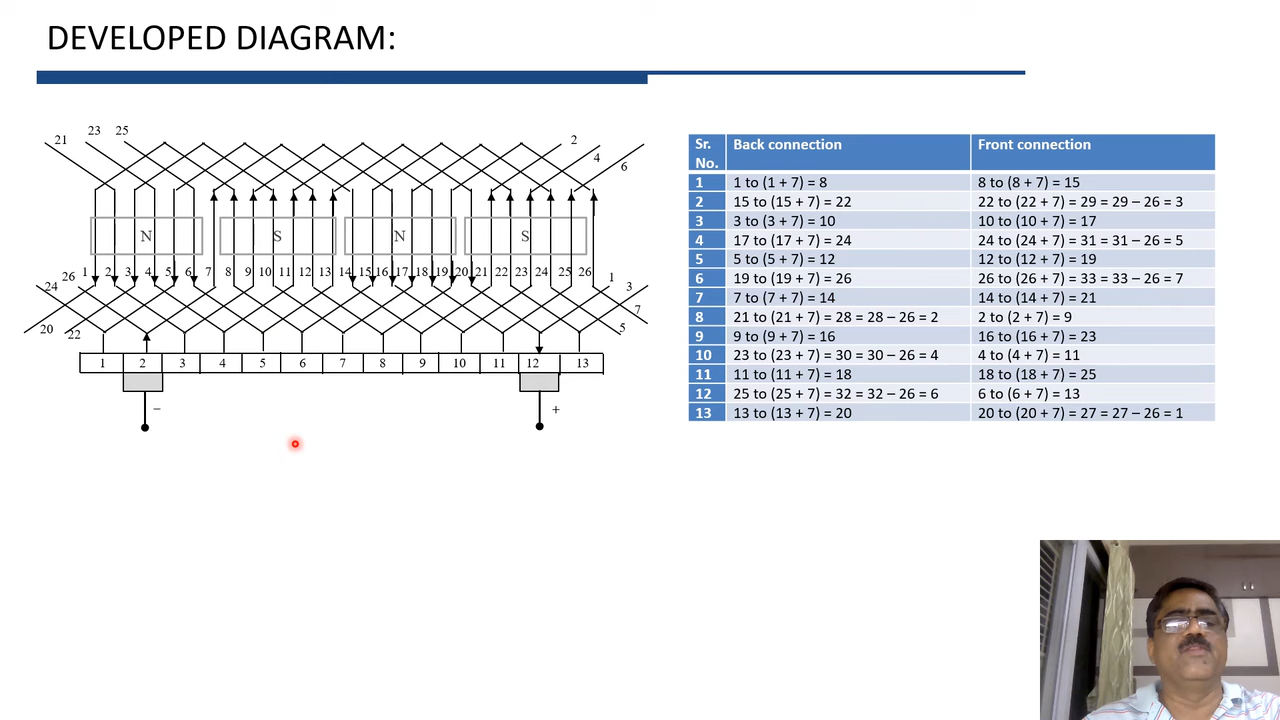 DEVELOPED DIAGRAM:
21 23 25 2 4 6
N S N S
1 2 3 4 5 6 7 8 9 10 11 12 13 14 15 16 17 18 19 20 21 22 23 24 25 26
24 26 1 3
20 22 5 7
1 2 3 4 5 6 7 8 9 10 11 12 13
− +
Sr. No. Back connection Front connection
1 1 to (1 + 7) = 8 8 to (8 + 7) = 15
2 15 to (15 + 7) = 22 22 to (22 + 7) = 29 = 29 – 26 = 3
3 3 to (3 + 7) = 10 10 to (10 + 7) = 17
4 17 to (17 + 7) = 24 24 to (24 + 7) = 31 = 31 – 26 = 5
5 5 to (5 + 7) = 12 12 to (12 + 7) = 19
6 19 to (19 + 7) = 26 26 to (26 + 7) = 33 = 33 – 26 = 7
7 7 to (7 + 7) = 14 14 to (14 + 7) = 21
8 21 to (21 + 7) = 28 = 28 – 26 = 2 2 to (2 + 7) = 9
9 9 to (9 + 7) = 16 16 to (16 + 7) = 23
10 23 to (23 + 7) = 30 = 30 – 26 = 4 4 to (4 + 7) = 11
11 11 to (11 + 7) = 18 18 to (18 + 7) = 25
12 25 to (25 + 7) = 32 = 32 – 26 = 6 6 to (6 + 7) = 13
13 13 to (13 + 7) = 20 20 to (20 + 7) = 27 = 27 – 26 = 1